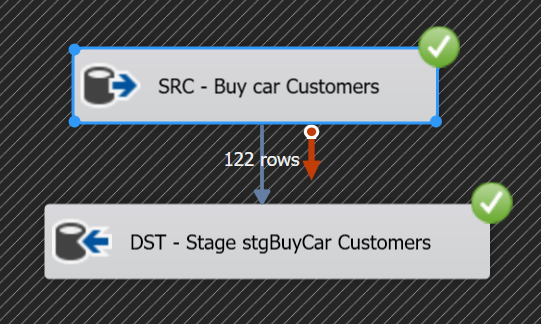 SRC - Buy car Customers
122 rows
DST - Stage stgBuyCar Customers